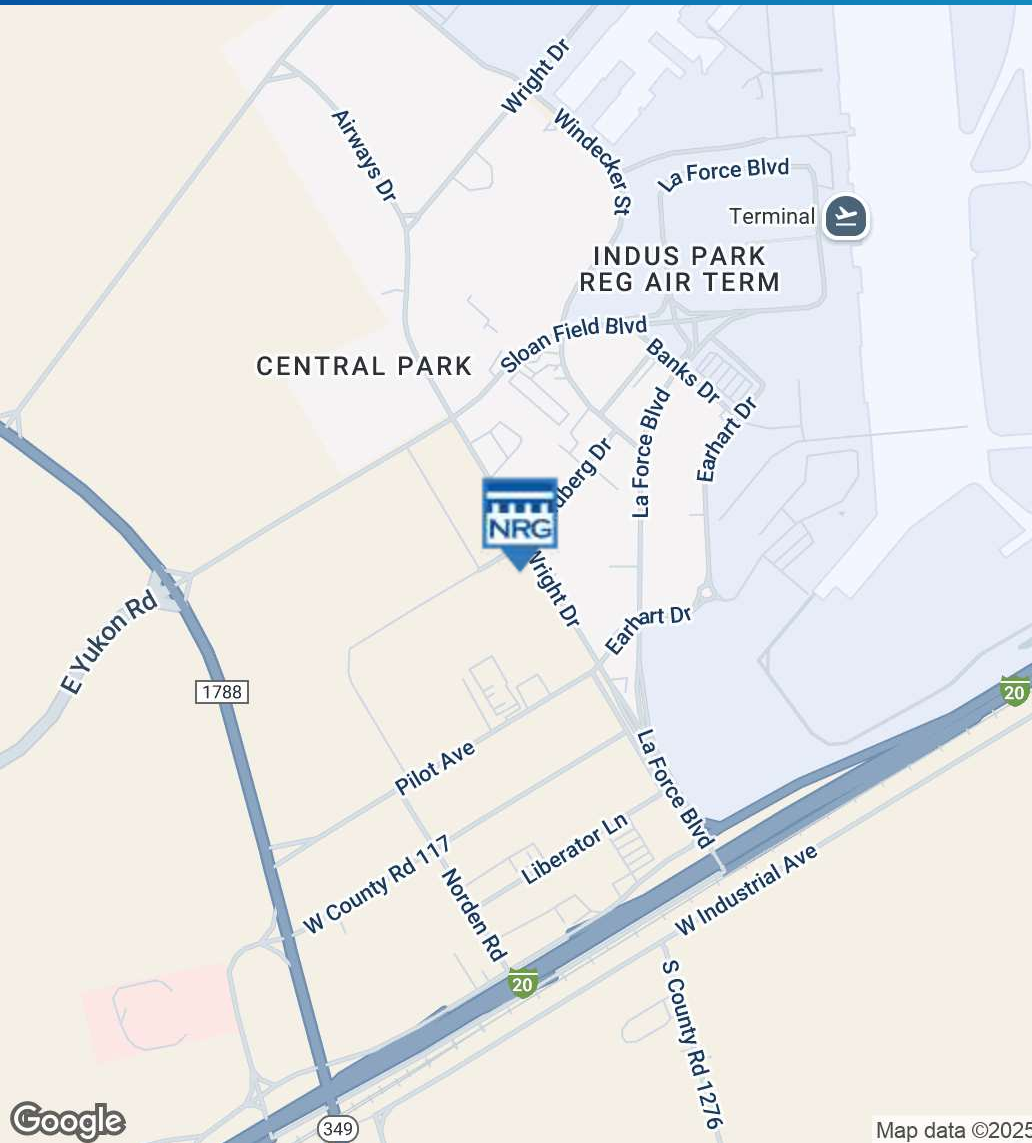 Wright Dr
Airways Dr
Windecker St
La Force Blvd
Terminal
INDUS PARK
REG AIR TERM
Sloan Field Blvd
CENTRAL PARK
Banks Dr
La Force Blvd
Earhart Dr
dberg Dr
NRG
Wright Dr
E Yukon Rd
Earhart Dr
1788
20
La Force Blvd
Pilot Ave
Liberator Ln
W County Rd 117
W Industrial Ave
Norden Rd
20
S County Rd 1276
Google
349
Map data ©2025